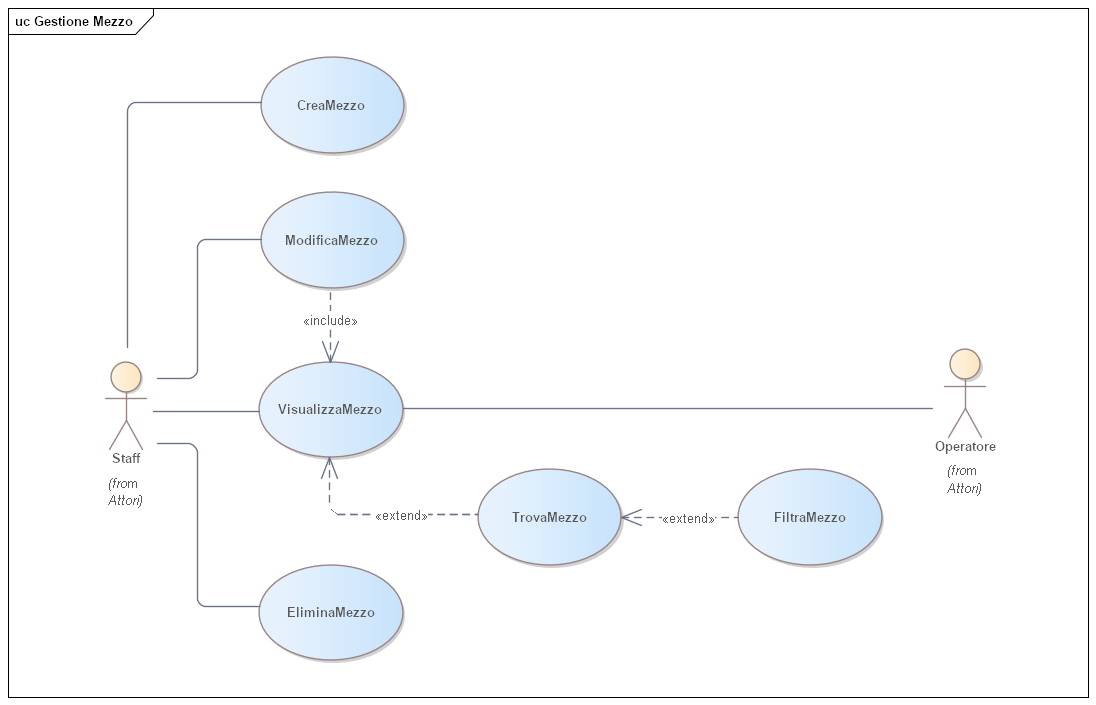 uc Gestione Mezzo
CreaMezzo
ModificaMezzo
«include»
VisualizzaMezzo
Staff
(from
Attori)
Operatore
(from
Attori)
«extend»
TrovaMezzo
«extend»
FiltraMezzo
EliminaMezzo